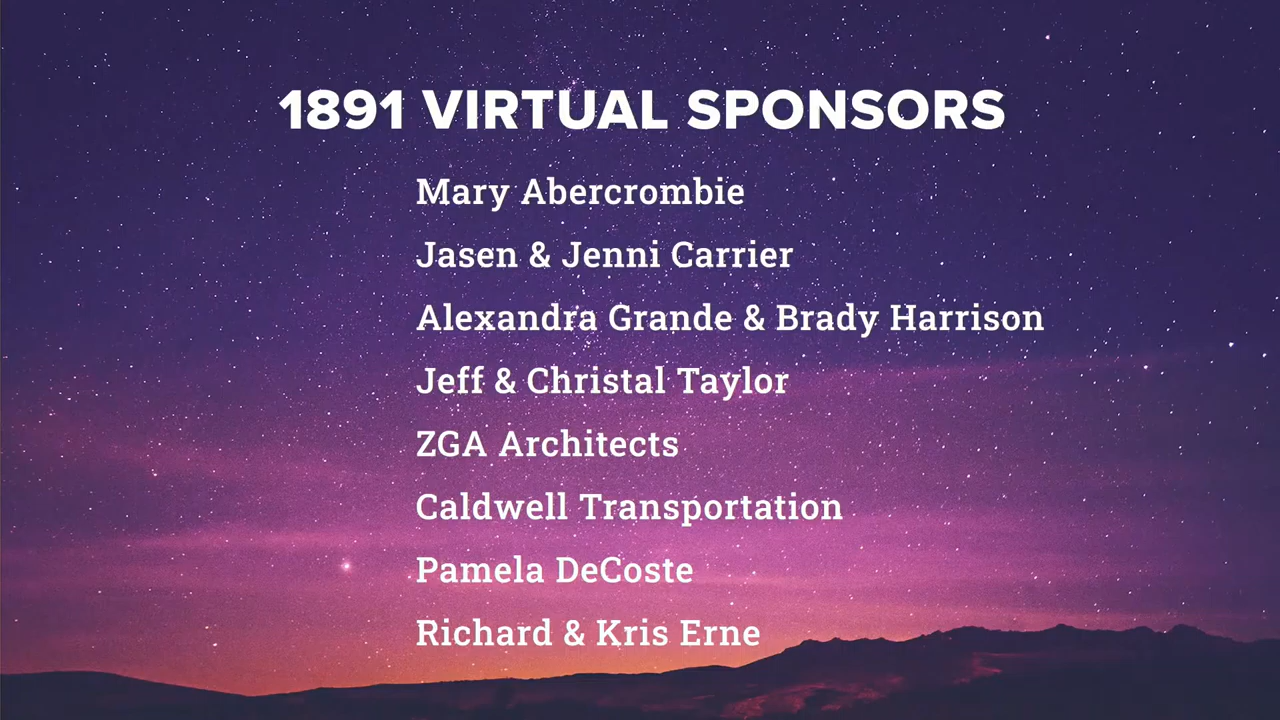 1891 VIRTUAL SPONSORS
Mary Abercrombie
Jasen & Jenni Carrier
Alexandra Grande & Brady Harrison
Jeff & Christal Taylor
ZGA Architects
Caldwell Transportation
Pamela DeCoste
Richard & Kris Erne